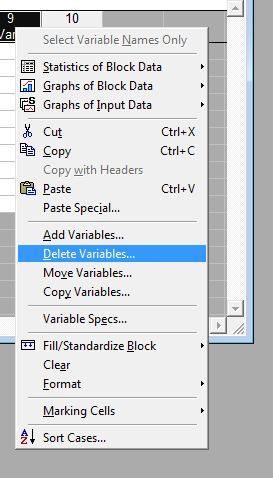 9 10
Var
Select Variable Names Only
Statistics of Block Data
Graphs of Block Data
Graphs of Input Data
Cut Ctrl+X
Copy Ctrl+C
Copy with Headers
Paste Ctrl+V
Paste Special...
Add Variables...
Delete Variables...
Move Variables...
Copy Variables...
Variable Specs...
Fill/Standardize Block
Clear
Format
Marking Cells
Sort Cases...